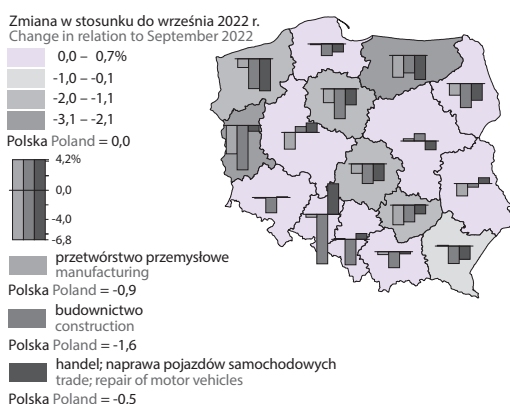 Zmiana w stosunku do września 2022 r.
Change in relation to September 2022
0,0 – 0,7%
-1,0 – -0,1
-2,0 – -1,1
-3,1 – -2,1
Polska Poland = 0,0
4,2%
0,0
-4,0
-6,8
przetwórstwo przemysłowe
manufacturing
Polska Poland = -0,9
budownictwo
construction
Polska Poland = -1,6
handel; naprawa pojazdów samochodowych
trade; repair of motor vehicles
Polska Poland = -0,5